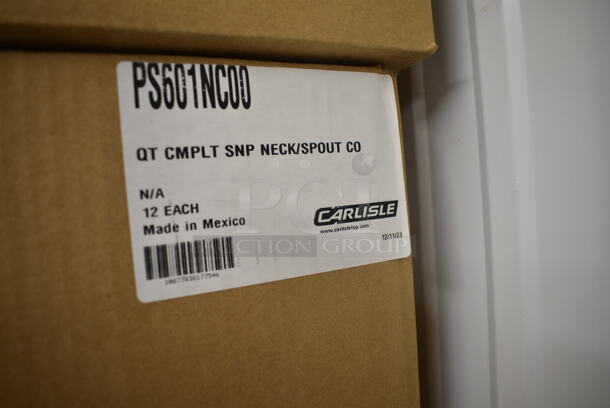 PS601NC00
QT CMPLT SNP NECK/SPOUT CO
N/A
12 EACH
Made in Mexico
CARLISLE
www.carlislefsp.com
12/11/23
PCI
AUCTION GROUP